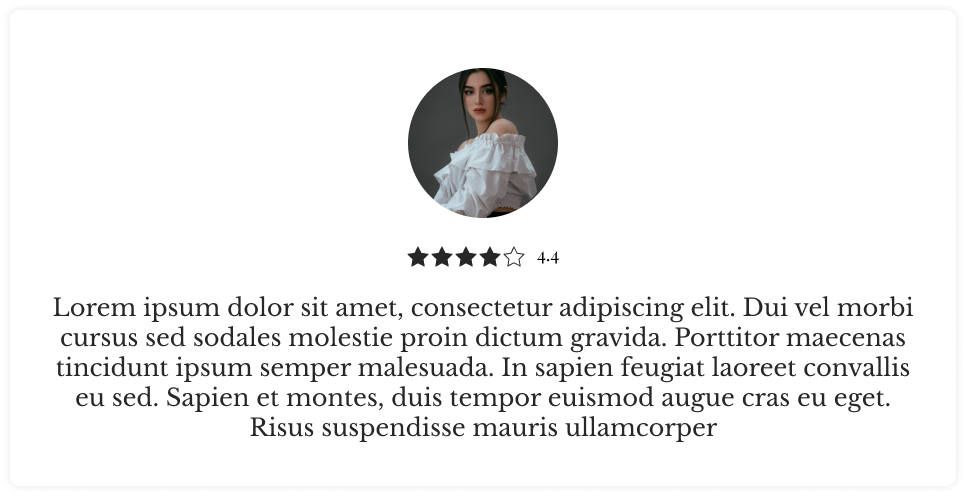 4.4
Lorem ipsum dolor sit amet, consectetur adipiscing elit. Dui vel morbi
cursus sed sodales molestie proin dictum gravida. Porttitor maecenas
tincidunt ipsum semper malesuada. In sapien feugiat laoreet convallis
eu sed. Sapien et montes, duis tempor euismod augue cras eu eget.
Risus suspendisse mauris ullamcorper